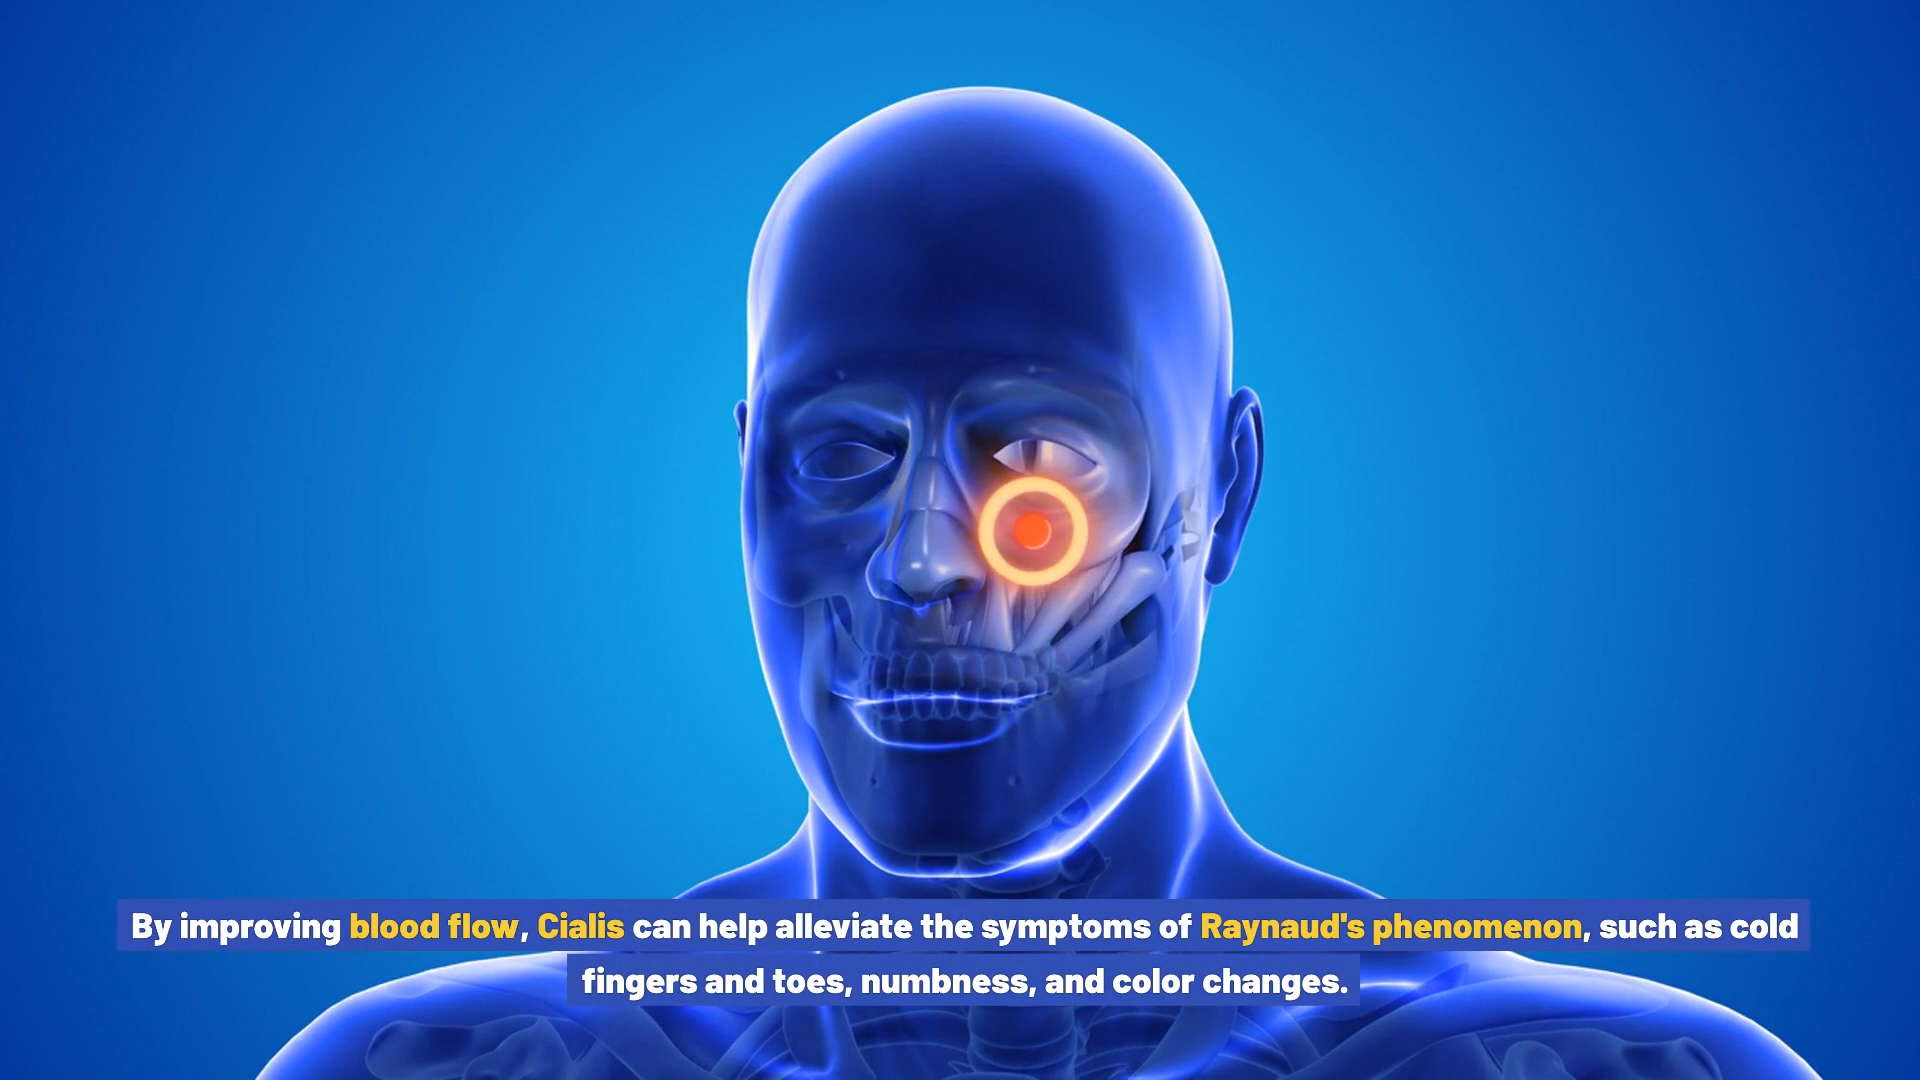 By improving blood flow, Cialis can help alleviate the symptoms of Raynaud's phenomenon, such as cold
fingers and toes, numbness, and color changes.